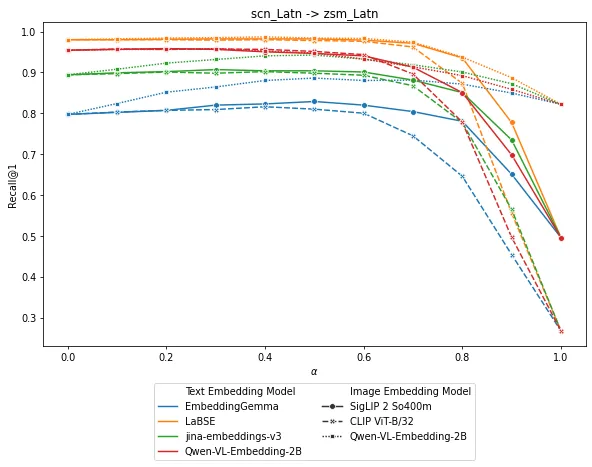 scn_Latn -> zsm_Latn
Recall@1
1.0
0.9
0.8
0.7
0.6
0.5
0.4
0.3
0.0 0.2 0.4 0.6 0.8 1.0
α
Text Embedding Model
EmbeddingGemma
LaBSE
jina-embeddings-v3
Qwen-VL-Embedding-2B
Image Embedding Model
SigLIP 2 So400m
CLIP ViT-B/32
Qwen-VL-Embedding-2B